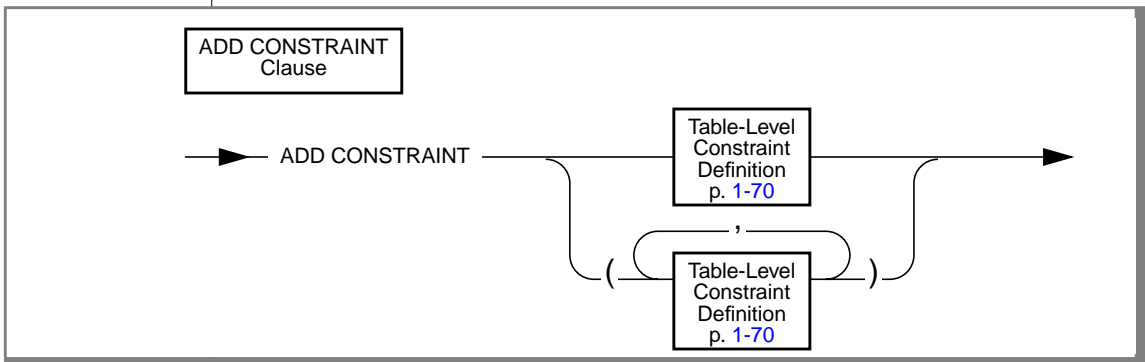 ADD CONSTRAINT
Clause
ADD CONSTRAINT
Table-Level
Constraint
Definition
p. 1-70
,
(
Table-Level
Constraint
Definition
p. 1-70
)